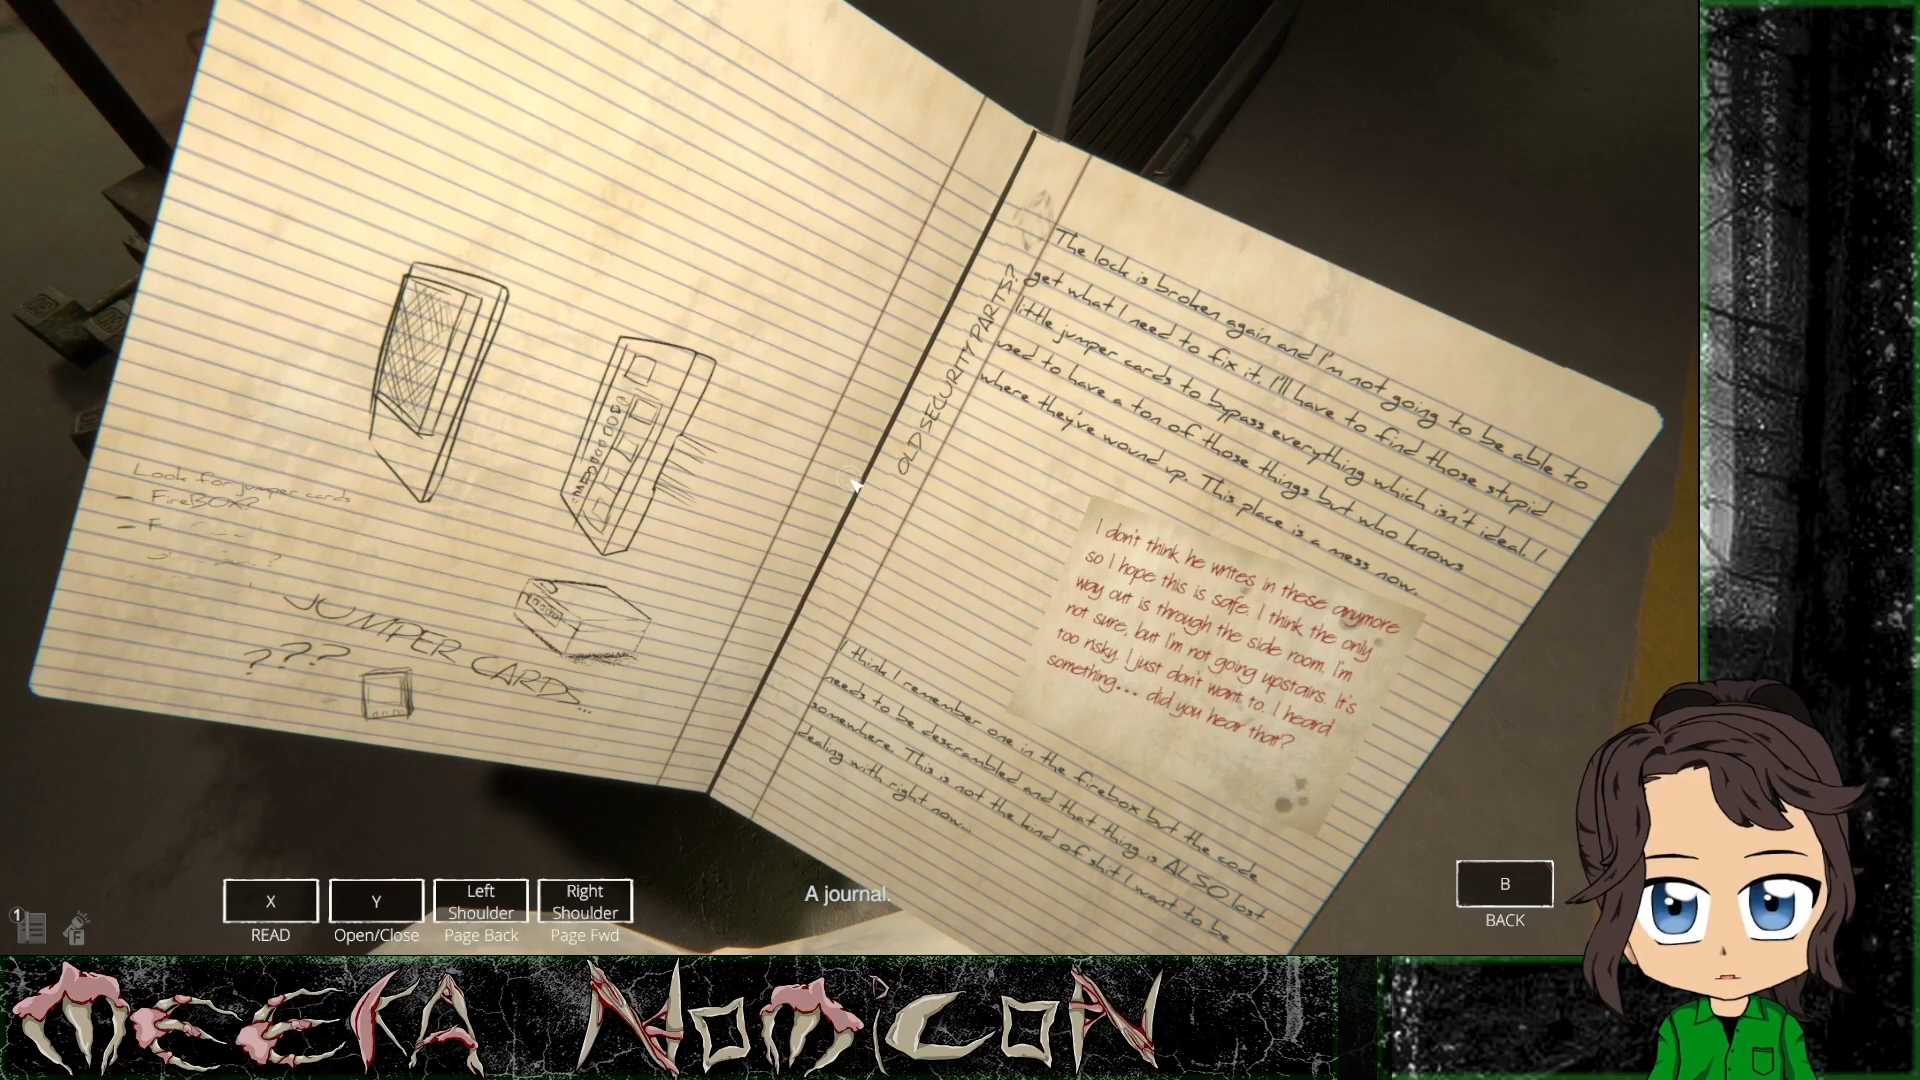 Look for jumper cards
- FireBOX?
- F
JUMPER CARDS...
???
OLD SECURITY PARTS?
The lock is broken again and I'm not going to be able to
get what I need to fix it. I'll have to find those stupid
little jumper cards to bypass everything which isn't ideal. I
used to have a ton of those things but who knows
where they've wound up. This place is a mess now.
I don't think he writes in these anymore
so I hope this is safe. I think the only
way out is through the side room. I'm
not sure, but I'm not going upstairs. It's
too risky. I just don't want to. I heard
something... did you hear that?
I think I remember one in the firebox but the code
needs to be descrambled and that thing is ALSO lost
somewhere. This is not the kind of shit I want to be
dealing with right now...
1
F
X
READ
Y
Open/Close
Left
Shoulder
Page Back
Right
Shoulder
Page Fwd
A journal.
B
BACK
MEEKA NOMICON